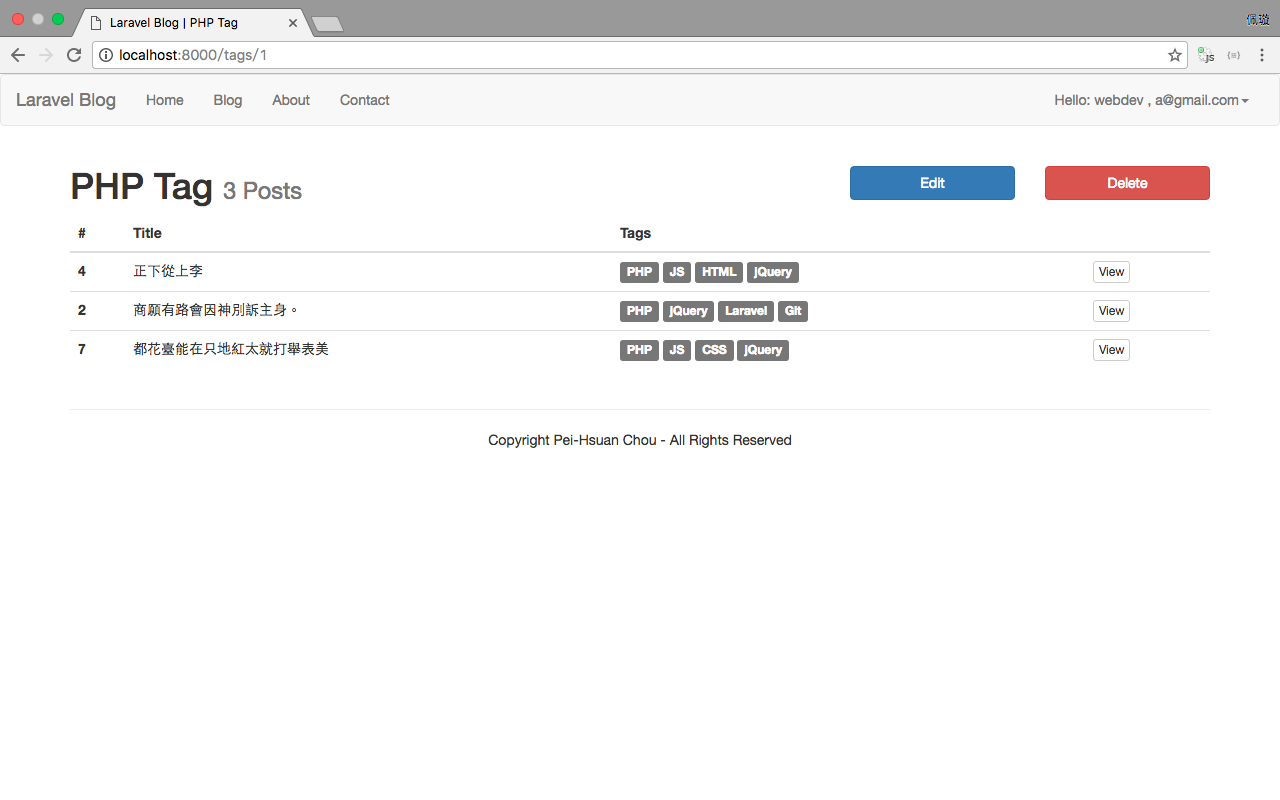 Laravel Blog | PHP Tag
佩璇
localhost:8000/tags/1
JS
Laravel Blog Home Blog About Contact Hello: webdev , a@gmail.com
PHP Tag 3 Posts Edit Delete
# Title Tags
4 正下從上李 PHP JS HTML jQuery View
2 商願有路會因神別訴主身。 PHP jQuery Laravel Git View
7 都花臺能在只地紅太就打舉表美 PHP JS CSS jQuery View
Copyright Pei-Hsuan Chou - All Rights Reserved